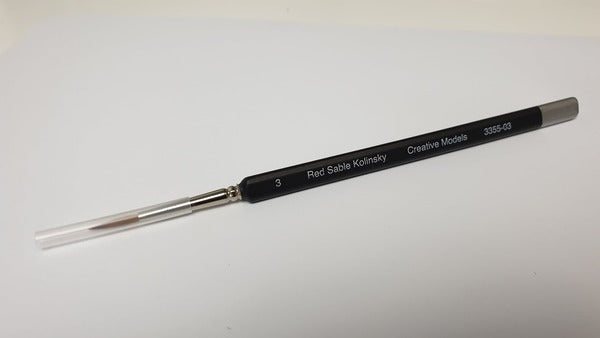 3 Red Sable Kolinsky Creative Models 3355-03